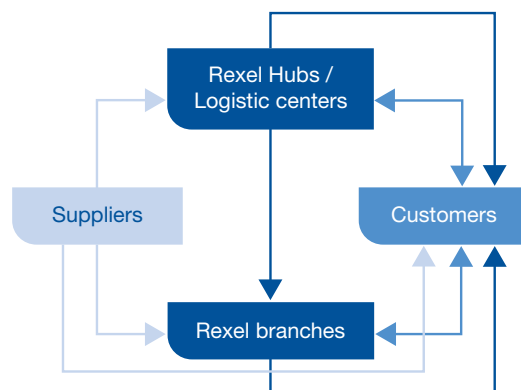 Rexel Hubs /
Logistic centers
Suppliers
Customers
Rexel branches